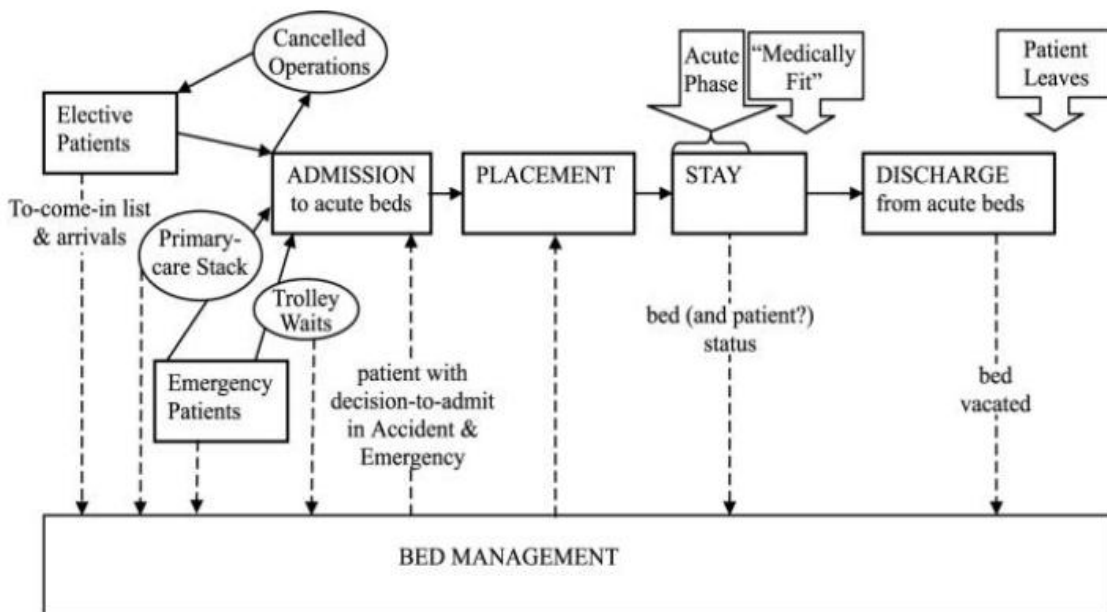 Cancelled
Operations
Acute
Phase
“Medically
Fit”
Patient
Leaves
Elective
Patients
ADMISSION
to acute beds
PLACEMENT
STAY
DISCHARGE
from acute beds
To-come-in list
& arrivals
Primary-
care Stack
Trolley
Waits
Emergency
Patients
patient with
decision-to-admit
in Accident &
Emergency
bed (and patient?)
status
bed
vacated
BED MANAGEMENT